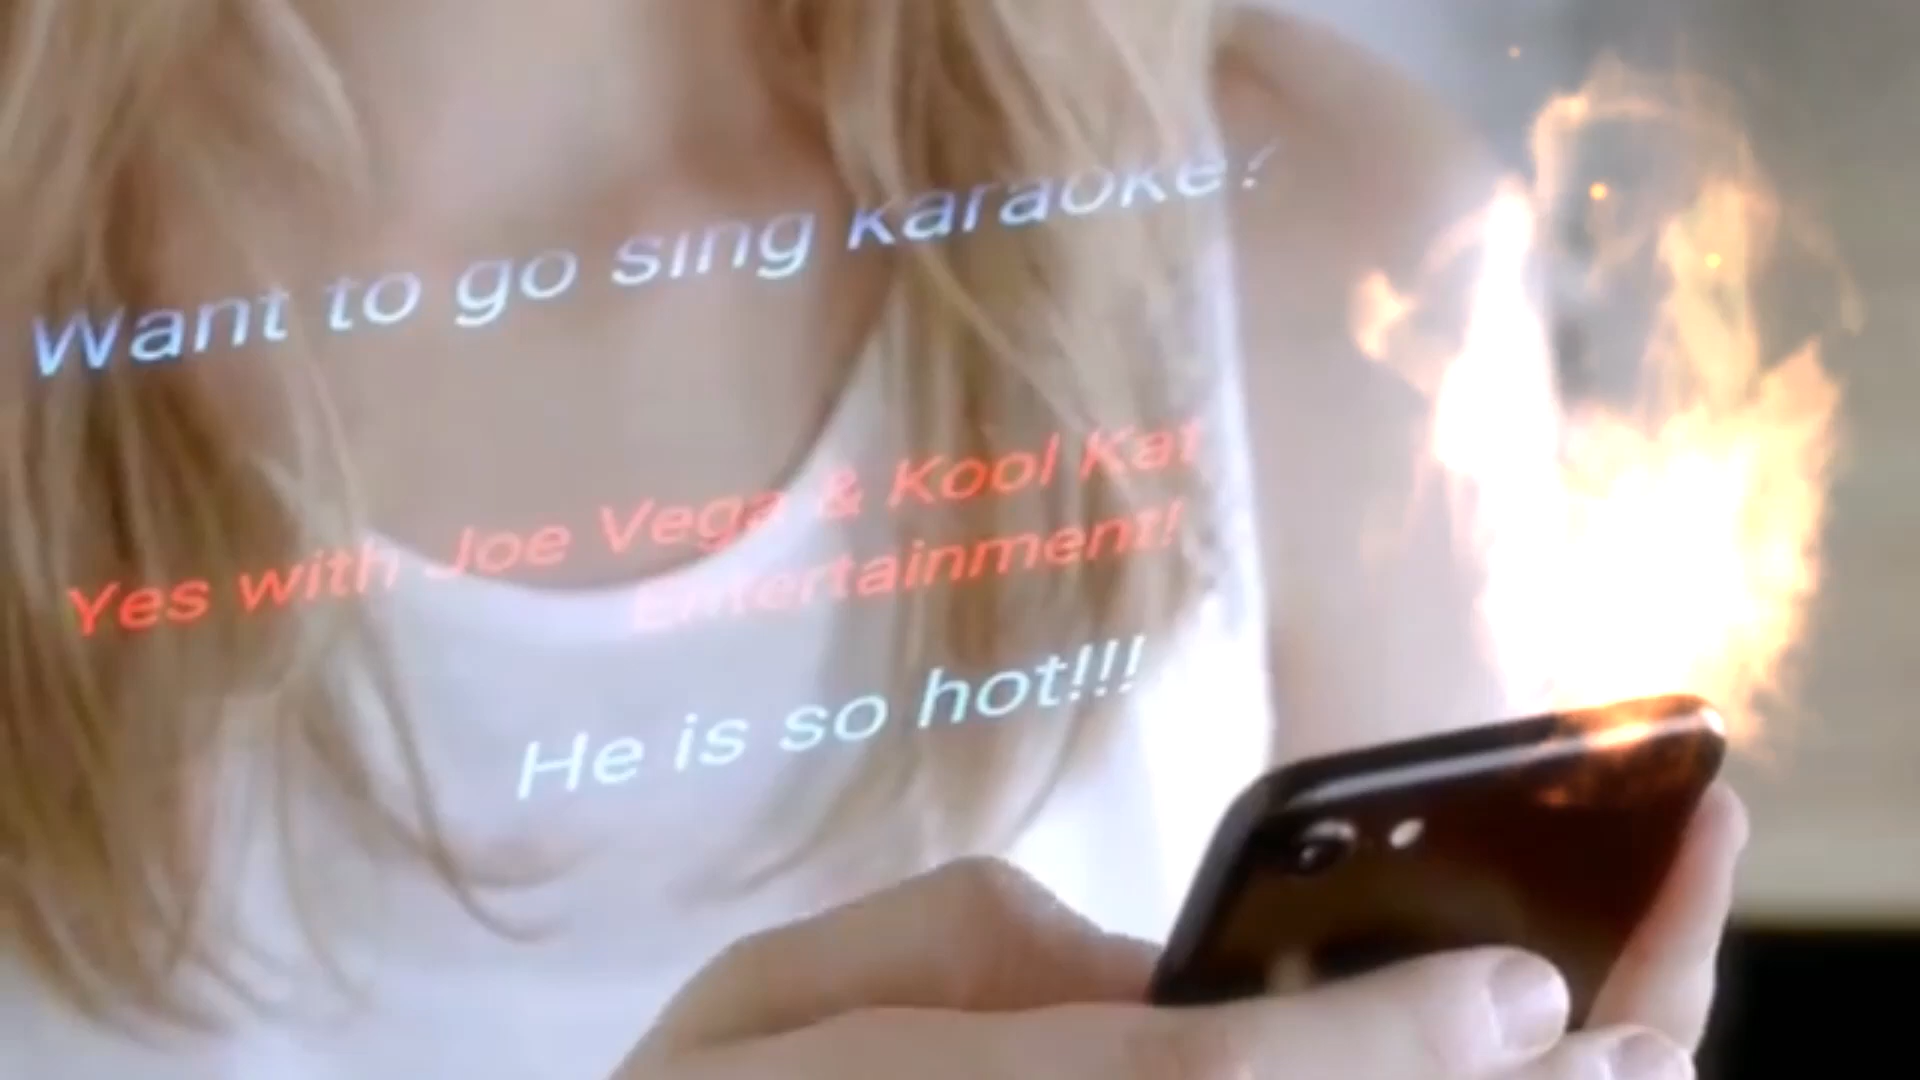 Want to go sing karaoke?
Yes with Joe Vega & Kool Kat
Entertainment!
He is so hot!!!